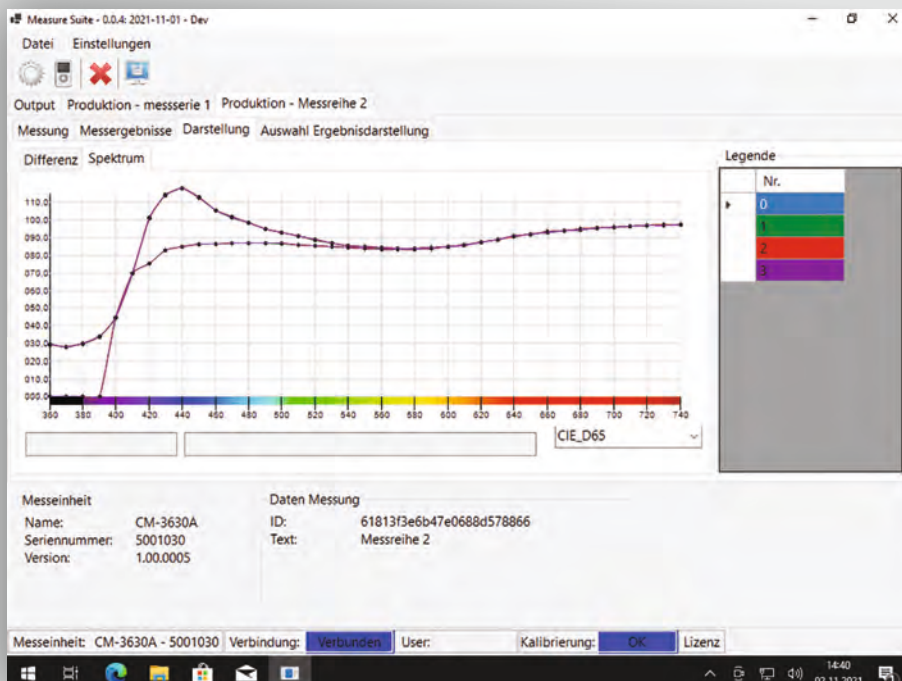 Measure Suite - 0.0.4: 2021-11-01 - Dev
Datei Einstellungen
Output Produktion - messserie 1 Produktion - Messreihe 2
Messung Messergebnisse Darstellung Auswahl Ergebnisdarstellung
Differenz Spektrum
Legende
Nr.
0
1
2
3
110.0
100.0
090.0
080.0
070.0
060.0
050.0
040.0
030.0
020.0
010.0
000.0
360 380 400 420 440 460 480 500 520 540 560 580 600 620 640 660 680 700 720 740
CIE_D65
Messeinheit
Name: CM-3630A
Seriennummer: 5001030
Version: 1.00.0005
Daten Messung
ID: 61813f3e6b47e0688d578866
Text: Messreihe 2
Messeinheit: CM-3630A - 5001030 Verbindung: Verbunden User: Kalibrierung: OK Lizenz
14:40
02.11.2021